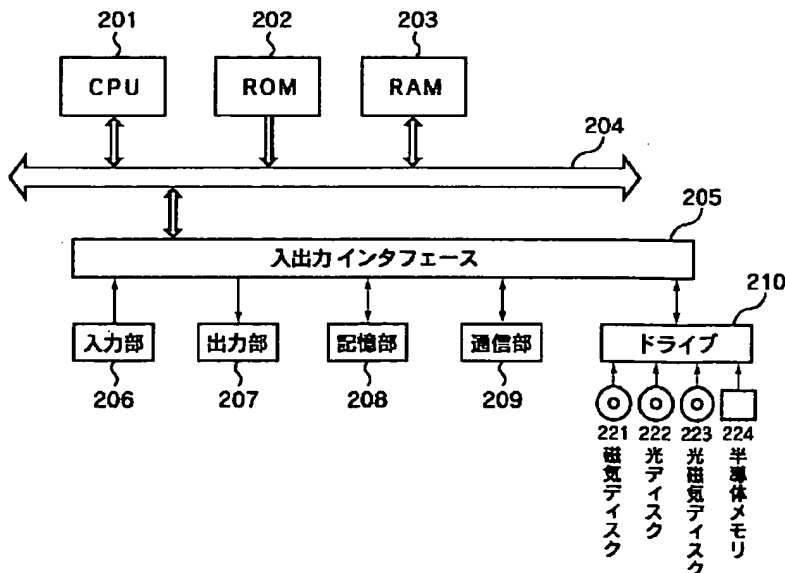 201
202
203
CPU
ROM
RAM
204
205
入出力インタフェース
210
入力部
出力部
記憶部
通信部
ドライブ
206
207
208
209
221
222
223
224
磁気ディスク
光ディスク
光磁気ディスク
半導体メモリ